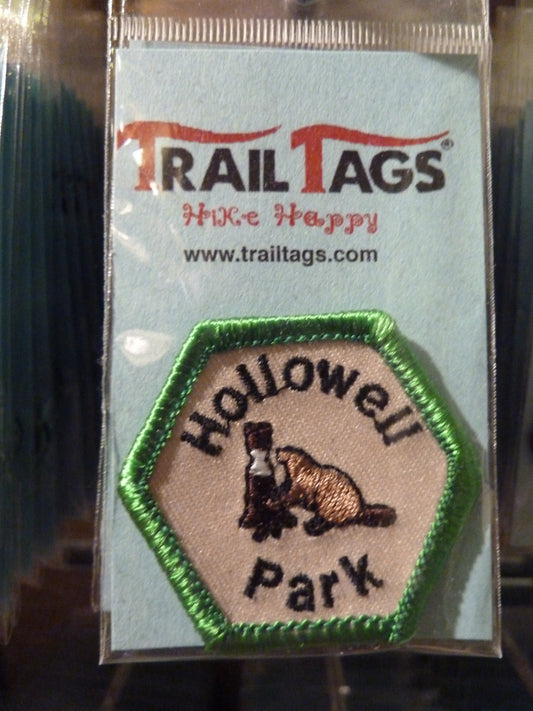 TRAIL TAGS®
Hike Happy
www.trailtags.com
Hollowell
Park